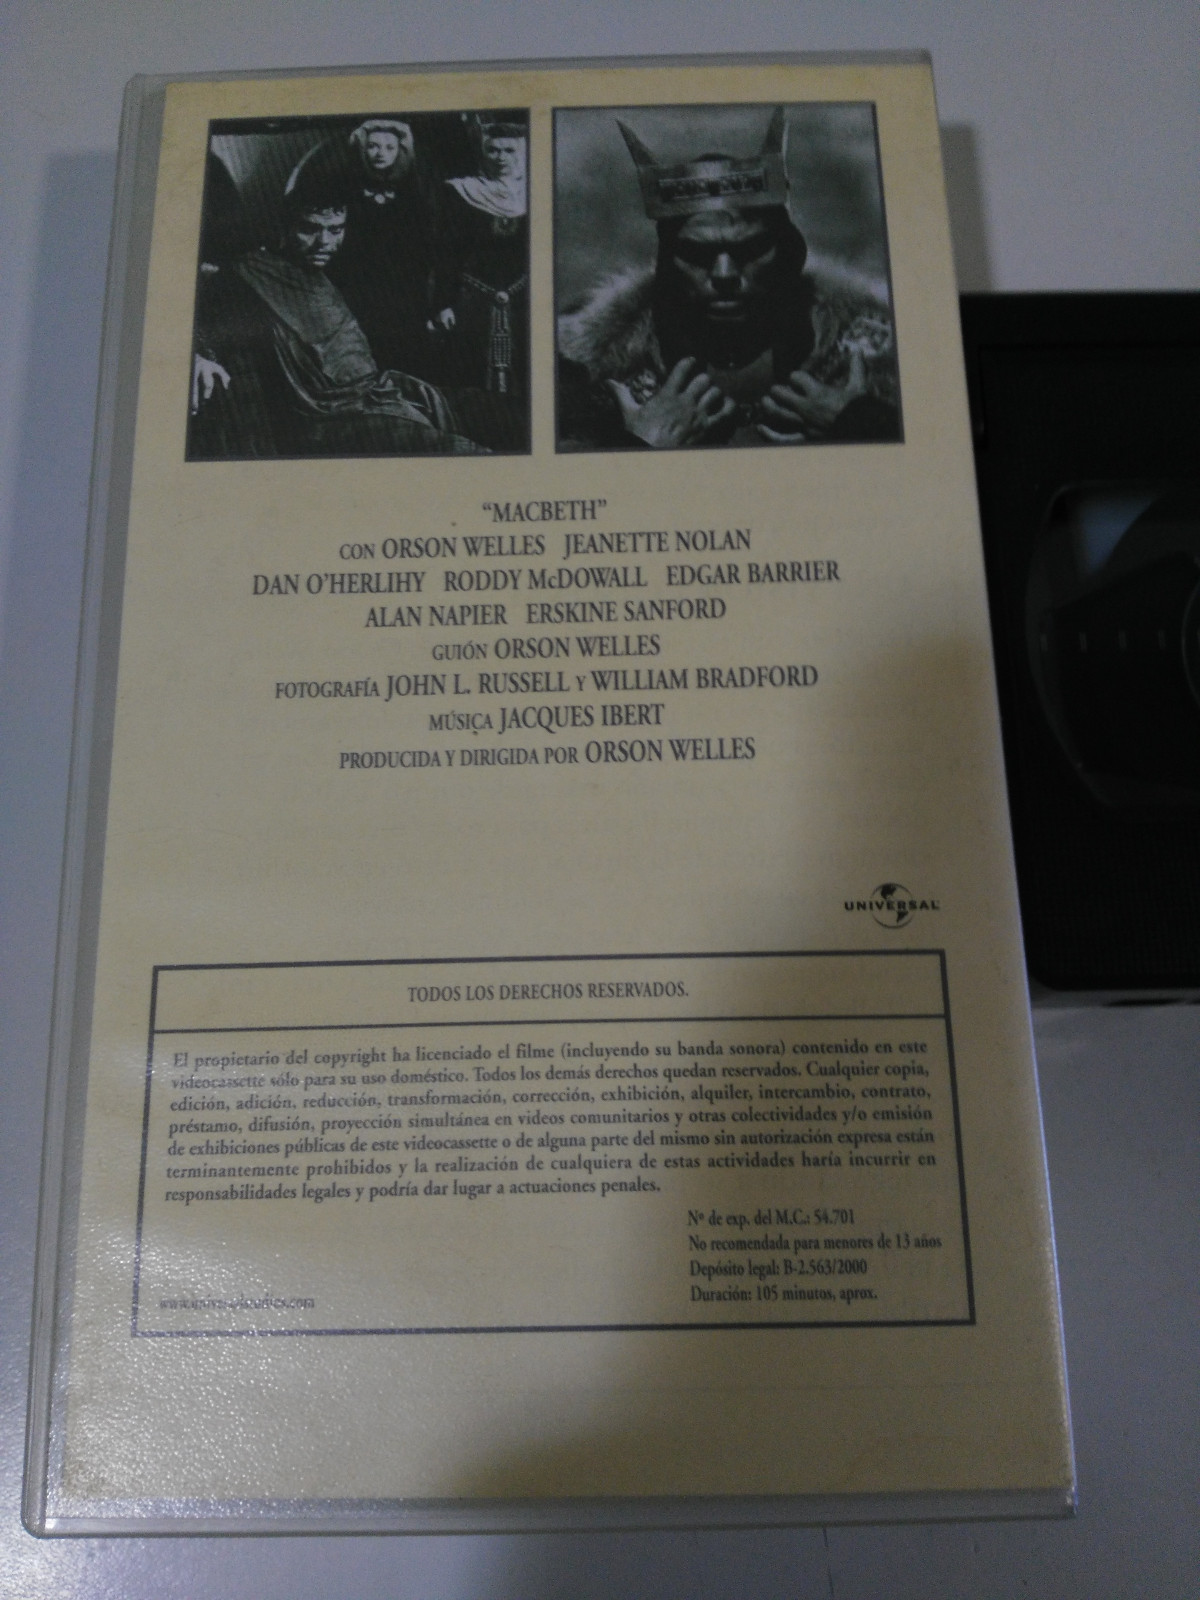 “MACBETH”
CON ORSON WELLES JEANETTE NOLAN
DAN O’HERLIHY RODDY McDOWALL EDGAR BARRIER
ALAN NAPIER ERSKINE SANFORD
GUIÓN ORSON WELLES
FOTOGRAFÍA JOHN L. RUSSELL Y WILLIAM BRADFORD
MÚSICA JACQUES IBERT
PRODUCIDA Y DIRIGIDA POR ORSON WELLES
UNIVERSAL
TODOS LOS DERECHOS RESERVADOS.
El propietario del copyright ha licenciado el filme (incluyendo su banda sonora) contenido en este
videocassette sólo para su uso doméstico. Todos los demás derechos quedan reservados. Cualquier copia,
edición, adición, reducción, transformación, corrección, exhibición, alquiler, intercambio, contrato,
préstamo, difusión, proyección simultánea en videos comunitarios y otras colectividades y/o emisión
de exhibiciones públicas de este videocassette o de alguna parte del mismo sin autorización expresa están
terminantemente prohibidos y la realización de cualquiera de estas actividades haría incurrir en
responsabilidades legales y podría dar lugar a actuaciones penales.
Nº de exp. del M.C.: 54.701
No recomendada para menores de 13 años
Depósito legal: B-2.563/2000
Duración: 105 minutos, aprox.
www.universalstudios.com